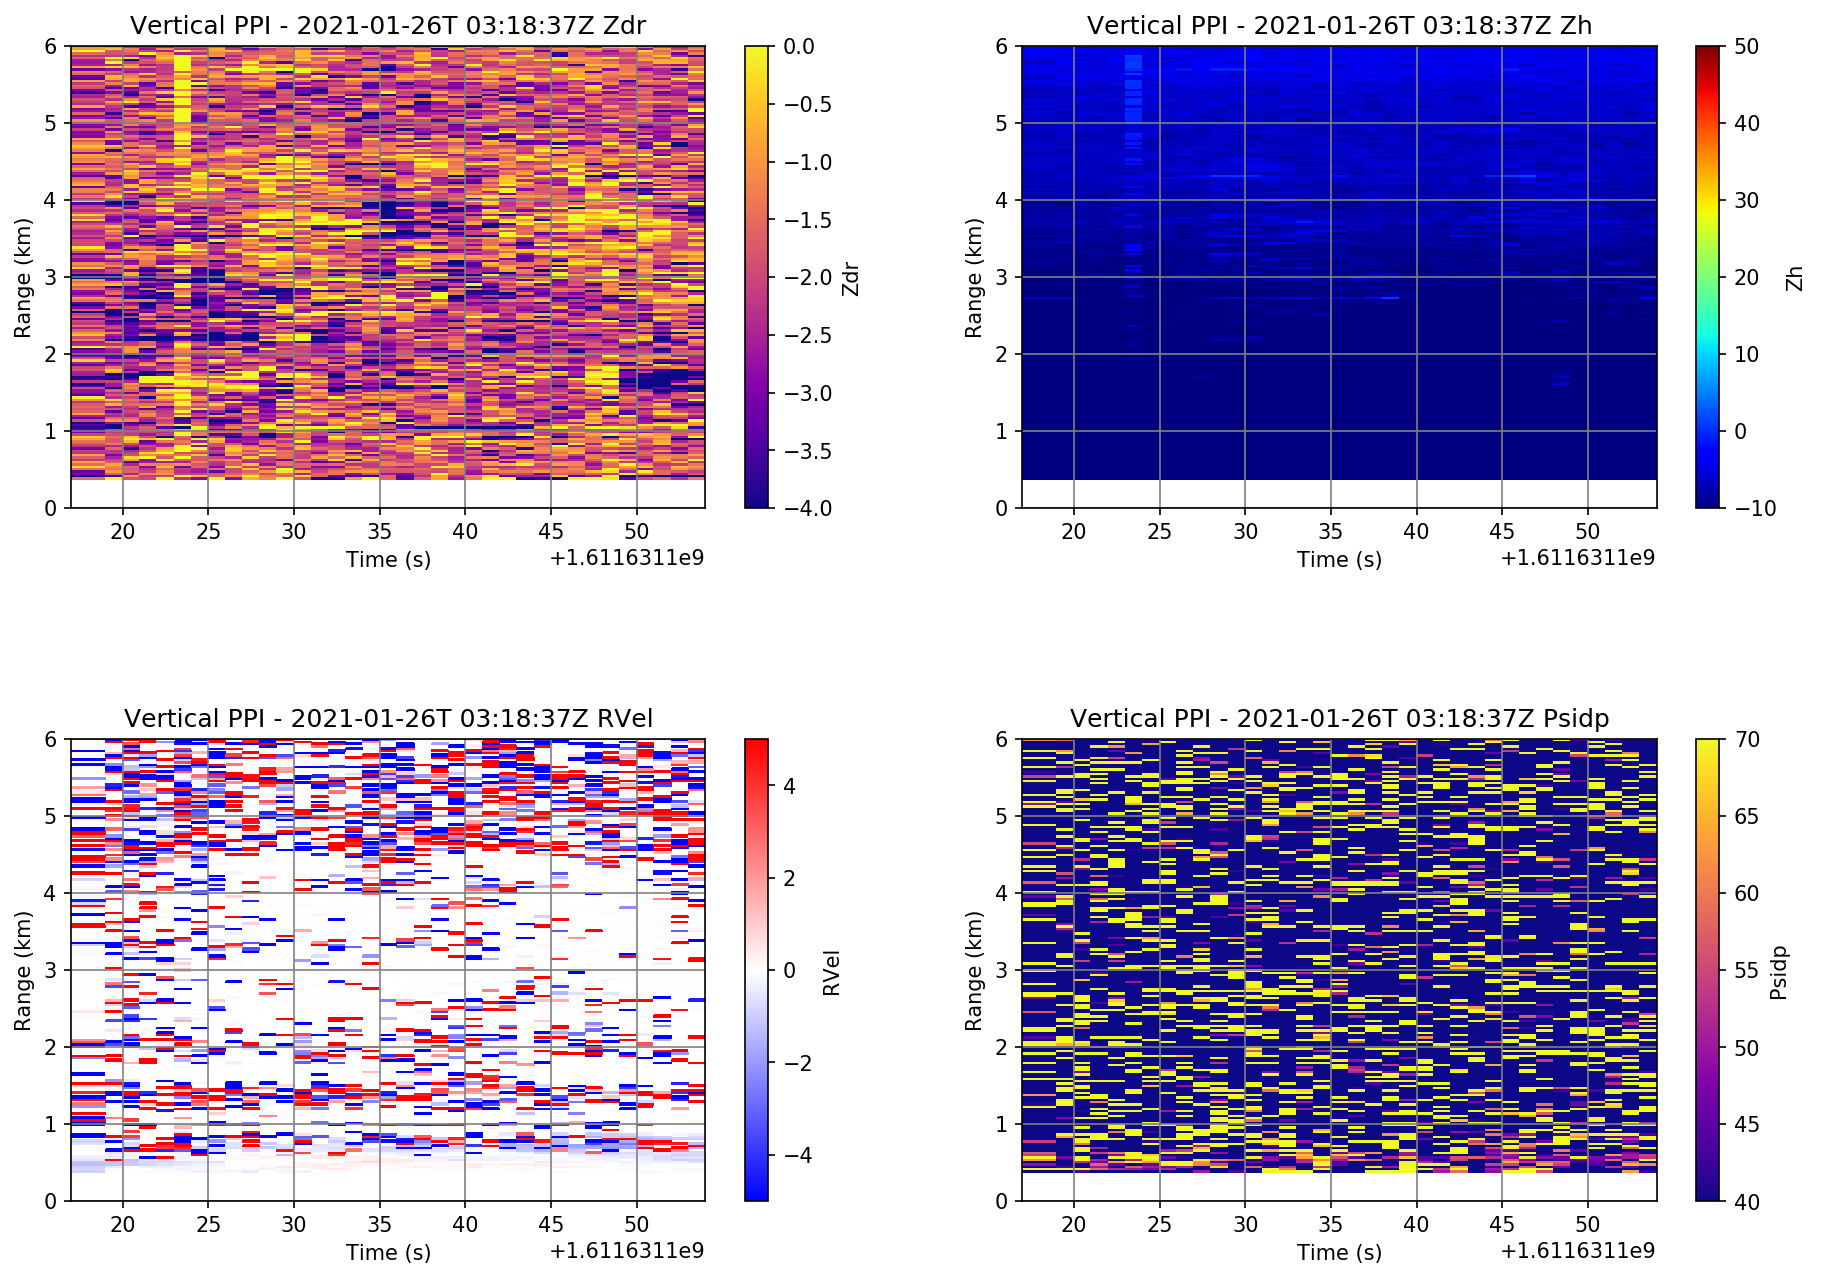 Vertical PPI - 2021-01-26T 03:18:37Z Zdr
6
5
4
3
2
1
0
Range (km)
20 25 30 35 40 45 50
Time (s)
+1.6116311e9
0.0
−0.5
−1.0
−1.5
−2.0
−2.5
−3.0
−3.5
−4.0
Zdr
Vertical PPI - 2021-01-26T 03:18:37Z Zh
6
5
4
3
2
1
0
Range (km)
20 25 30 35 40 45 50
Time (s)
+1.6116311e9
50
40
30
20
10
0
−10
Zh
Vertical PPI - 2021-01-26T 03:18:37Z RVel
6
5
4
3
2
1
0
Range (km)
20 25 30 35 40 45 50
Time (s)
+1.6116311e9
4
2
0
−2
−4
RVel
Vertical PPI - 2021-01-26T 03:18:37Z Psidp
6
5
4
3
2
1
0
Range (km)
20 25 30 35 40 45 50
Time (s)
+1.6116311e9
70
65
60
55
50
45
40
Psidp